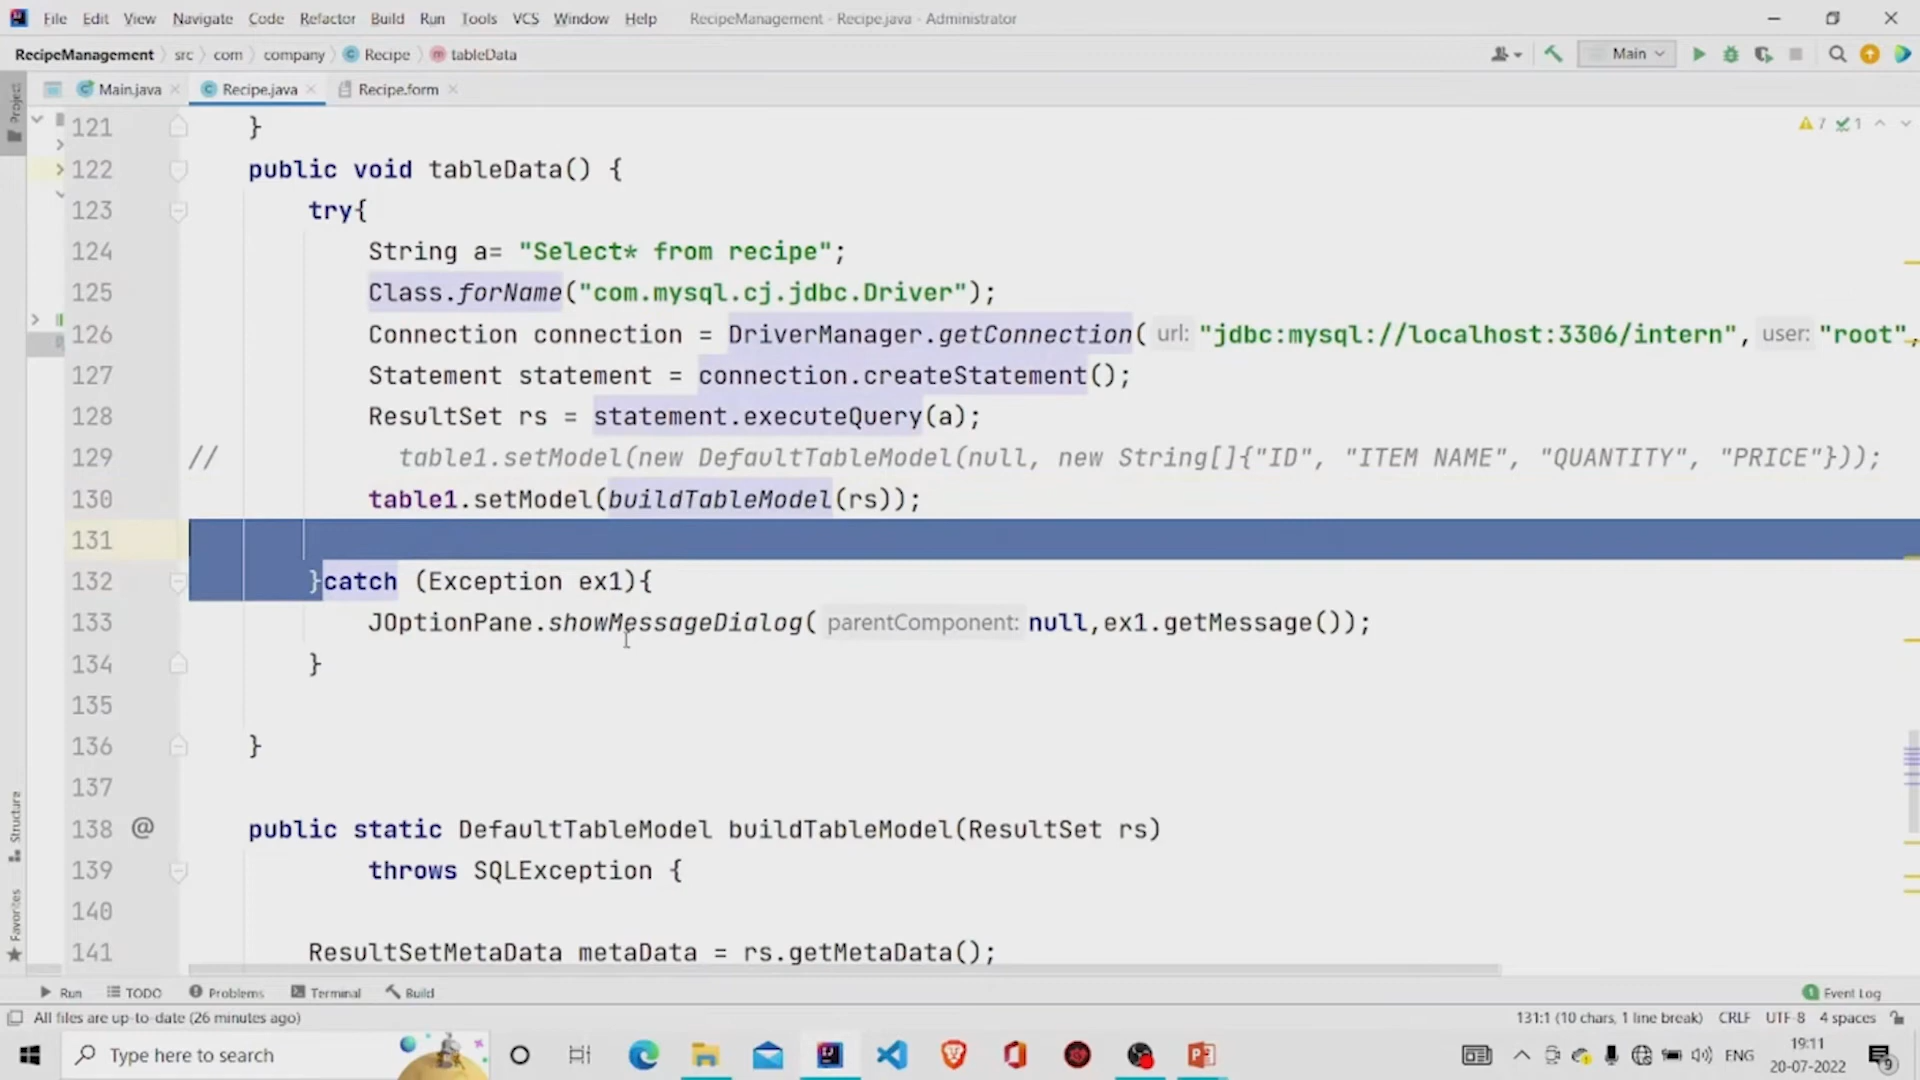 File Edit View Navigate Code Refactor Build Run Tools VCS Window Help RecipeManagement - Recipe.java - Administrator
RecipeManagement src com company Recipe tableData Main
Main.java Recipe.java Recipe.form
Project
7 1
121 }
122 public void tableData() {
123 try{
124 String a= "Select* from recipe";
125 Class.forName("com.mysql.cj.jdbc.Driver");
126 Connection connection = DriverManager.getConnection( url: "jdbc:mysql://localhost:3306/intern", user: "root",
127 Statement statement = connection.createStatement();
128 ResultSet rs = statement.executeQuery(a);
129 // table1.setModel(new DefaultTableModel(null, new String[]{"ID", "ITEM NAME", "QUANTITY", "PRICE"}));
130 table1.setModel(buildTableModel(rs));
131
132 }catch (Exception ex1){
133 JOptionPane.showMessageDialog( parentComponent: null,ex1.getMessage());
134 }
135
136 }
137
138 @ public static DefaultTableModel buildTableModel(ResultSet rs)
139 throws SQLException {
140
141 ResultSetMetaData metaData = rs.getMetaData();
Structure
Favorites
Run TODO Problems Terminal Build 1 Event Log
All files are up-to-date (26 minutes ago) 131:1 (10 chars, 1 line break) CRLF UTF-8 4 spaces
Type here to search ENG 19:11
20-07-2022 9